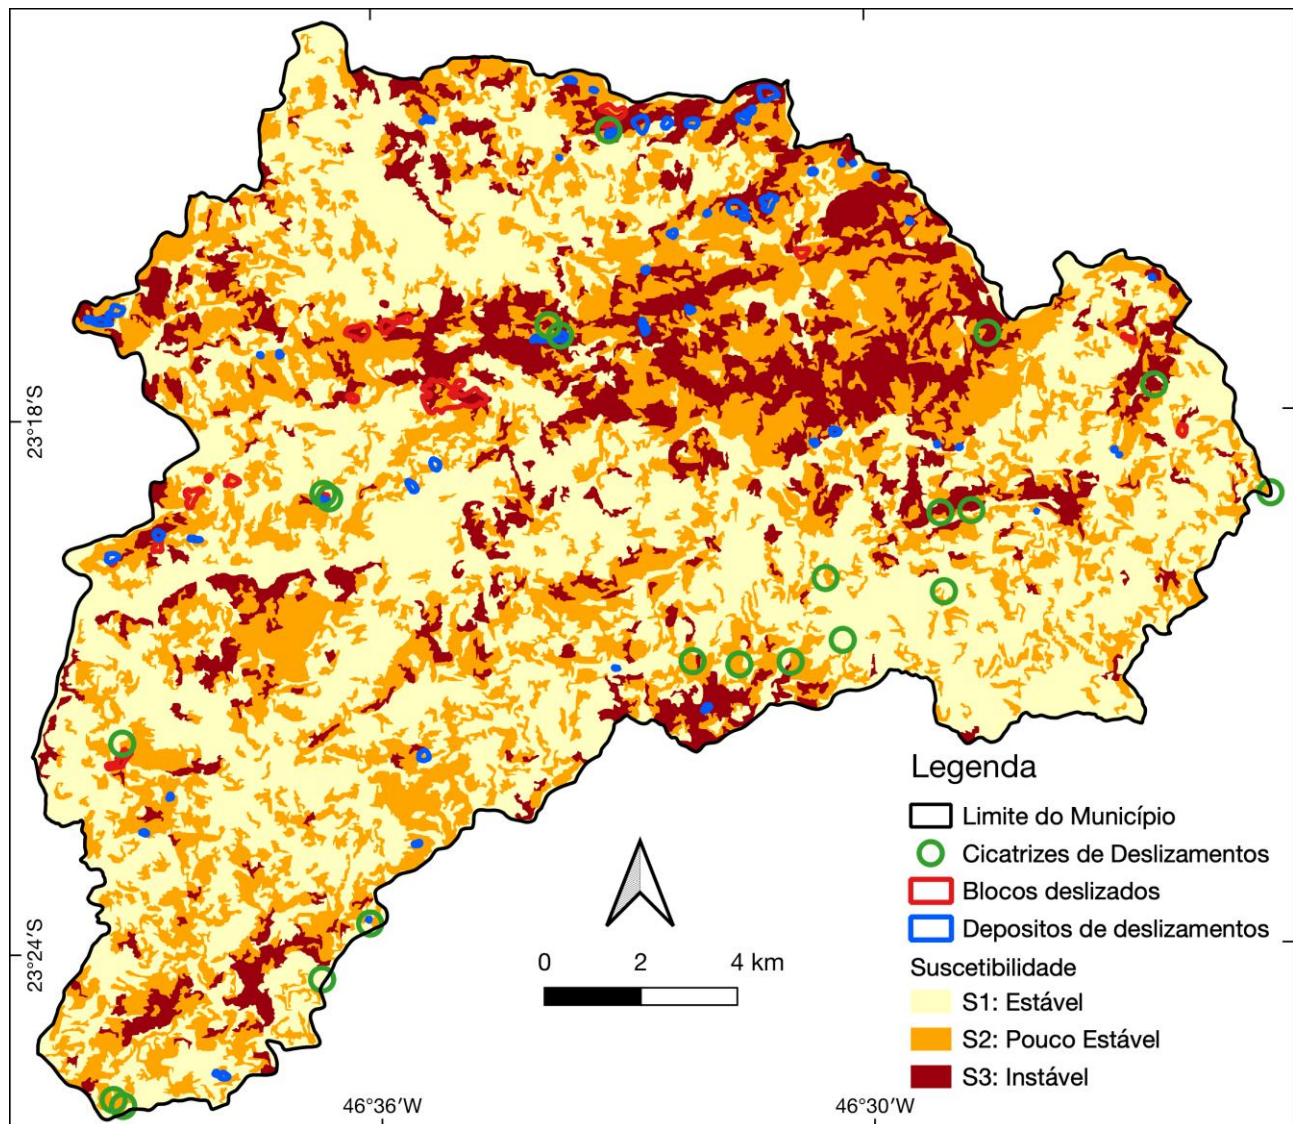 23°18'S
Legenda
Limite do Município
Cicatrizes de Deslizamentos
Blocos deslizados
Depositos de deslizamentos
23°24'S
0 2 4 km
Suscetibilidade
S1: Estável
S2: Pouco Estável
S3: Instável
46°36'W 46°30'W